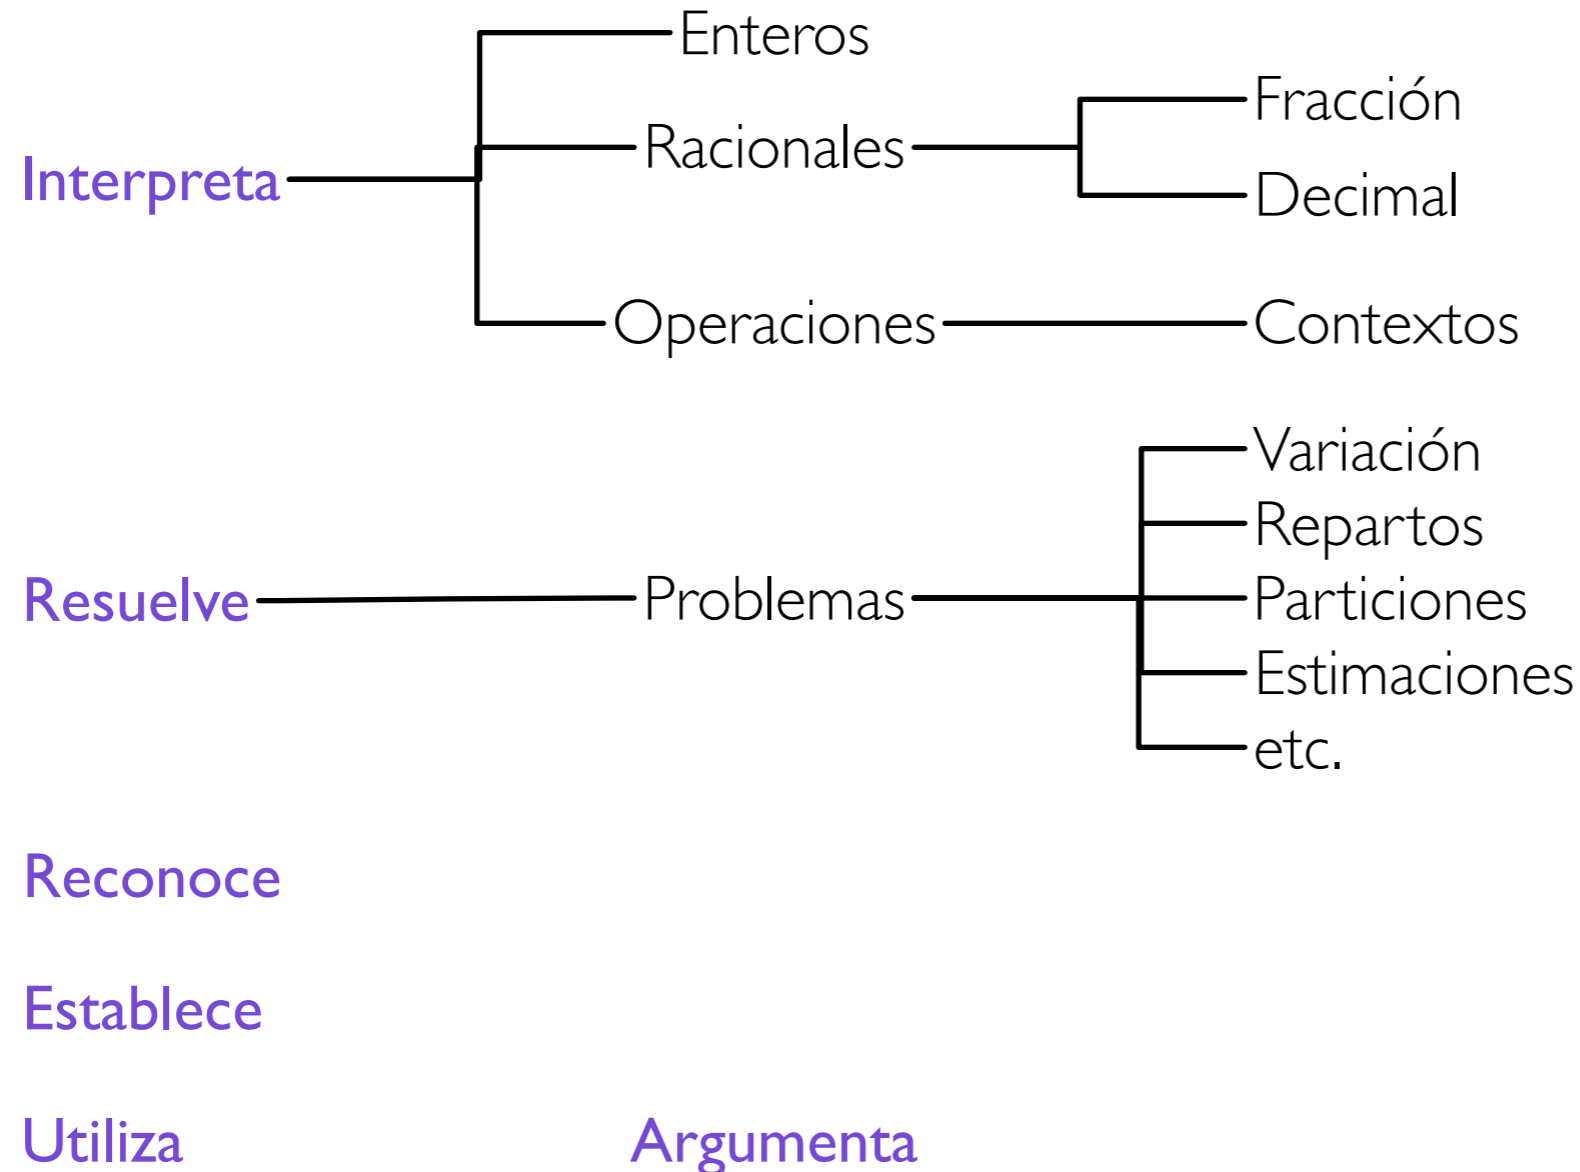 Enteros
Fracción
Interpreta Racionales
Decimal
Operaciones Contextos
Variación
Repartos
Resuelve Problemas Particiones
Estimaciones
etc.
Reconoce
Establece
Utiliza Argumenta